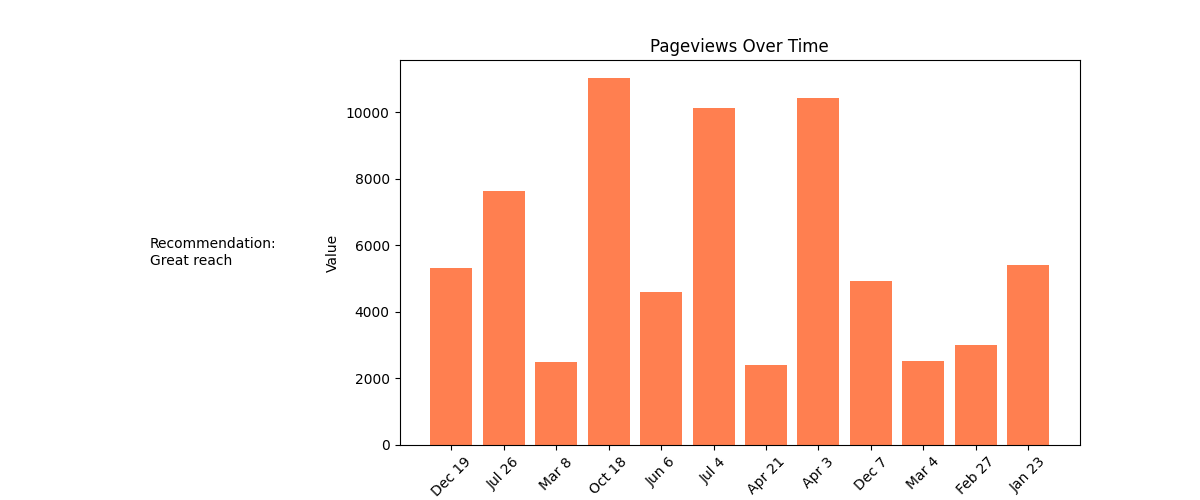 Pageviews Over Time
Recommendation:
Great reach
Value
10000
8000
6000
4000
2000
0
Dec 19
Jul 26
Mar 8
Oct 18
Jun 6
Jul 4
Apr 21
Apr 3
Dec 7
Mar 4
Feb 27
Jan 23